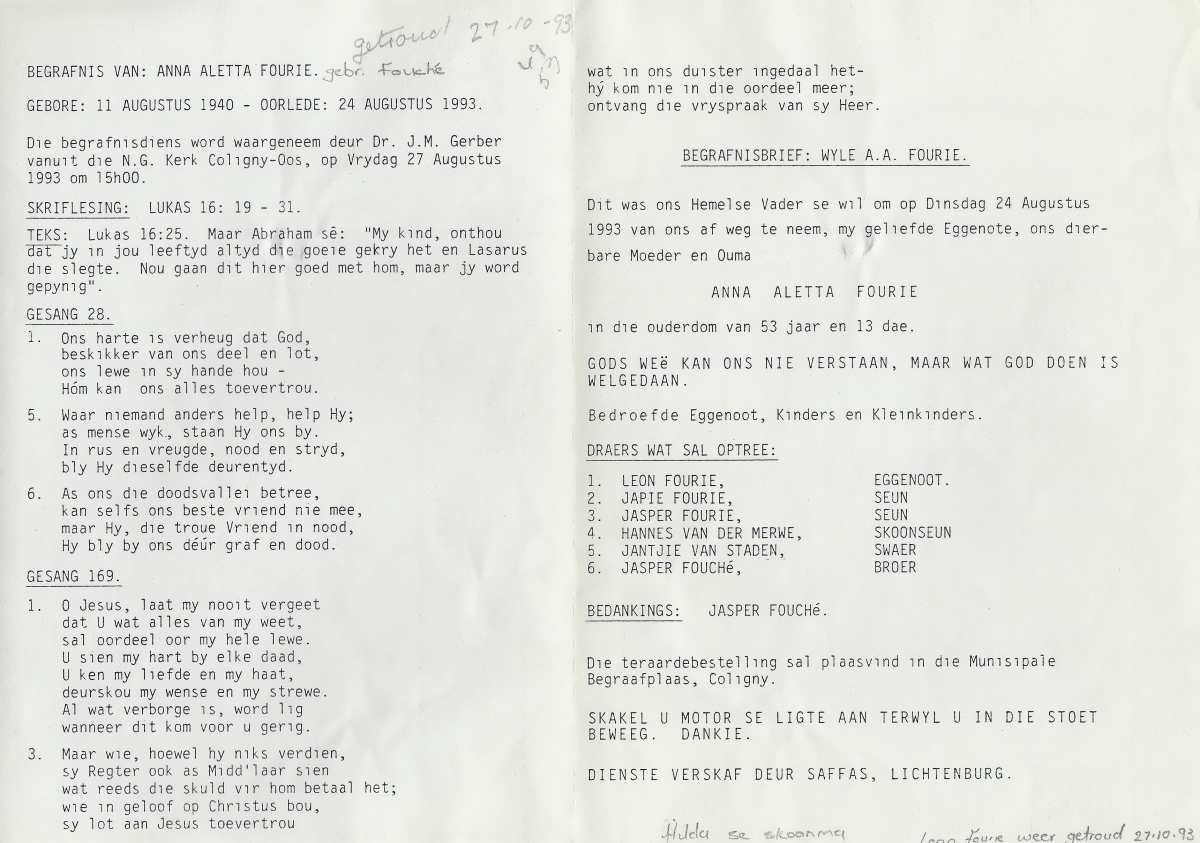 getroud 27.10-93
BEGRAFNIS VAN: ANNA ALETTA FOURIE. gebr. Fouché
GEBORE: 11 AUGUSTUS 1940 - OORLEDE: 24 AUGUSTUS 1993.
Die begrafnisdiens word waargeneem deur Dr. J.M. Gerber
vanuit die N.G. Kerk Coligny-Oos, op Vrydag 27 Augustus
1993 om 15h00.
SKRIFLESING: LUKAS 16: 19 - 31.
TEKS: Lukas 16:25. Maar Abraham sê: "My kind, onthou
dat jy in jou leeftyd altyd die goeie gekry het en Lasarus
die slegte. Nou gaan dit hier goed met hom, maar jy word
gepynig".
GESANG 28.
1. Ons harte is verheug dat God,
beskikker van ons deel en lot,
ons lewe in sy hande hou -
Hóm kan ons alles toevertrou.
5. Waar niemand anders help, help Hy;
as mense wyk, staan Hy ons by.
In rus en vreugde, nood en stryd,
bly Hy dieselfde deurentyd.
6. As ons die doodsvallei betree,
kan selfs ons beste vriend nie mee,
maar Hy, die troue Vriend in nood,
Hy bly by ons déúr graf en dood.
GESANG 169.
1. O Jesus, laat my nooit vergeet
dat U wat alles van my weet,
sal oordeel oor my hele lewe.
U sien my hart by elke daad,
U ken my liefde en my haat,
deurskou my wense en my strewe.
Al wat verborge is, word lig
wanneer dit kom voor u gerig.
3. Maar wie, hoewel hy niks verdien,
sy Regter ook as Midd'laar sien
wat reeds die skuld vir hom betaal het;
wie in geloof op Christus bou,
sy lot aan Jesus toevertrou
wat in ons duister ingedaal het-
hý kom nie in die oordeel meer;
ontvang die vryspraak van sy Heer.
BEGRAFNISBRIEF: WYLE A.A. FOURIE.
Dit was ons Hemelse Vader se wil om op Dinsdag 24 Augustus
1993 van ons af weg te neem, my geliefde Eggenote, ons dier-
bare Moeder en Ouma
ANNA ALETTA FOURIE
in die ouderdom van 53 jaar en 13 dae.
GODS WEë KAN ONS NIE VERSTAAN, MAAR WAT GOD DOEN IS
WELGEDAAN.
Bedroefde Eggenoot, Kinders en Kleinkinders.
DRAERS WAT SAL OPTREE:
1. LEON FOURIE, EGGENOOT.
2. JAPIE FOURIE, SEUN
3. JASPER FOURIE, SEUN
4. HANNES VAN DER MERWE, SKOONSEUN
5. JANTJIE VAN STADEN, SWAER
6. JASPER FOUCHé, BROER
BEDANKINGS: JASPER FOUCHé.
Die teraardebestelling sal plaasvind in die Munisipale
Begraafplaas, Coligny.
SKAKEL U MOTOR SE LIGTE AAN TERWYL U IN DIE STOET
BEWEEG. DANKIE.
DIENSTE VERSKAF DEUR SAFFAS, LICHTENBURG.
Hilda se skoonma
Leon Fourie weer getroud 27.10.93